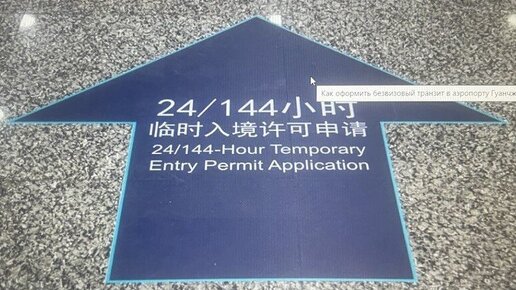 Как оформить безвизовый транзит в аэропорту Гуанчж
24/144小时
临时入境许可申请
24/144-Hour Temporary
Entry Permit Application